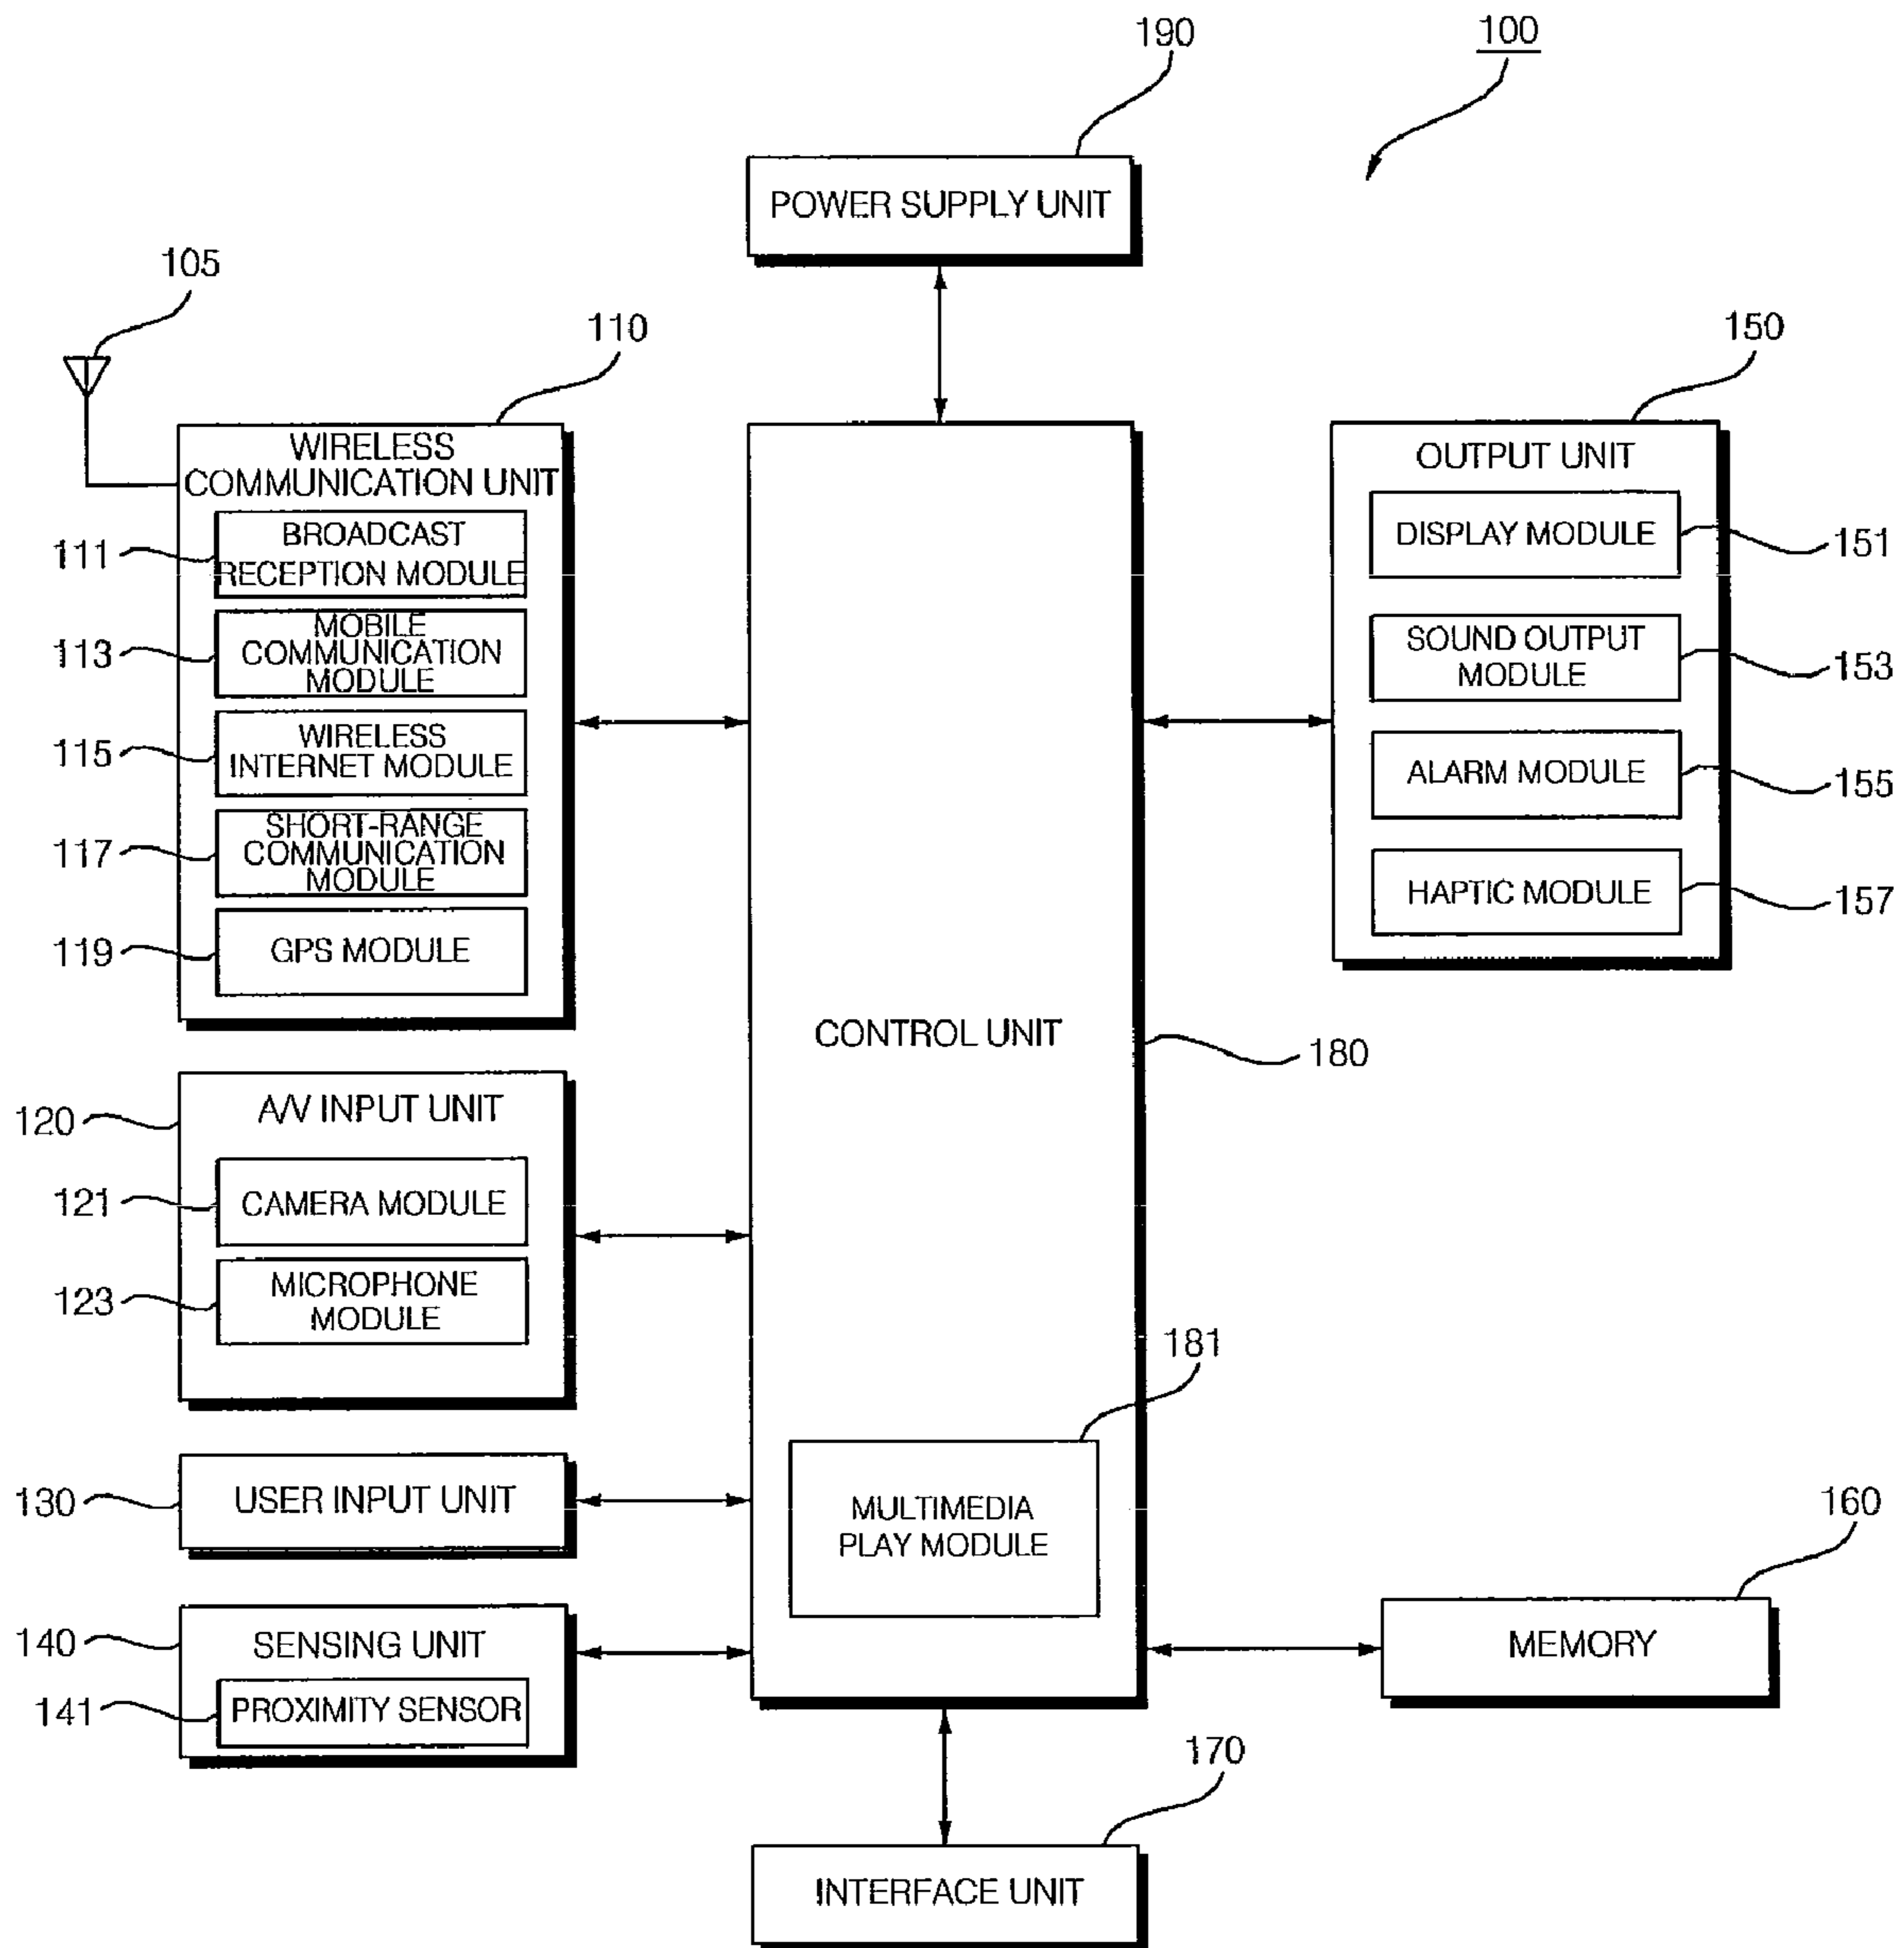 190
100
POWER SUPPLY UNIT
105
110
150
WIRELESS
COMMUNICATION UNIT
111
BROADCAST
RECEPTION MODULE
113
MOBILE
COMMUNICATION
MODULE
115
WIRELESS
INTERNET MODULE
117
SHORT-RANGE
COMMUNICATION
MODULE
119
GPS MODULE
OUTPUT UNIT
DISPLAY MODULE
151
SOUND OUTPUT
MODULE
153
ALARM MODULE
155
HAPTIC MODULE
157
CONTROL UNIT
180
120
A/V INPUT UNIT
121
CAMERA MODULE
123
MICROPHONE
MODULE
181
MULTIMEDIA
PLAY MODULE
130
USER INPUT UNIT
140
SENSING UNIT
141
PROXIMITY SENSOR
160
MEMORY
170
INTERFACE UNIT